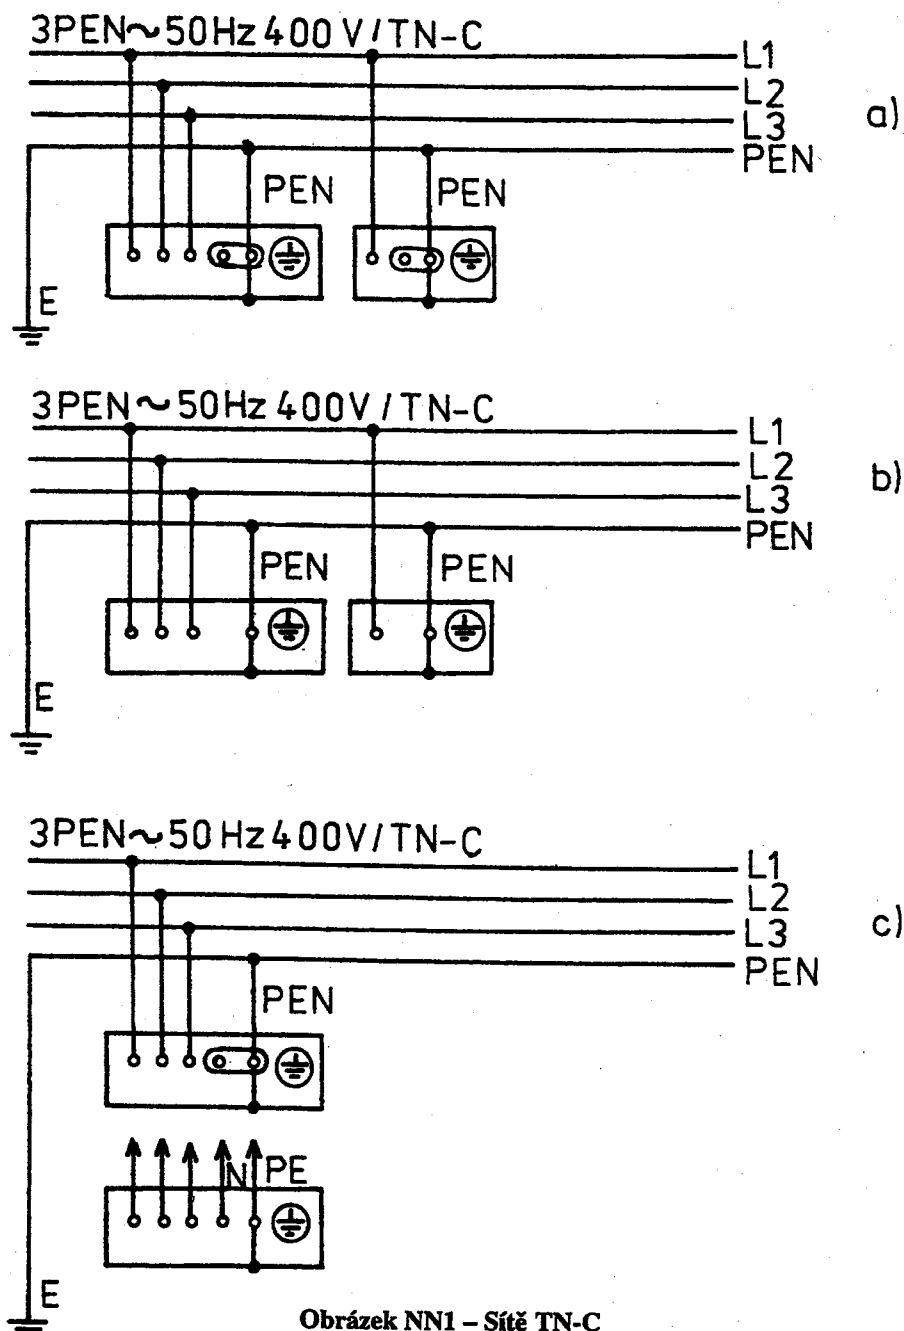 3PEN~50Hz 400 V/TN-C
L1
L2
L3
PEN
a)
PEN
PEN
E
3PEN~50Hz 400V/TN-C
L1
L2
L3
PEN
b)
PEN
PEN
E
3PEN~50Hz 400V/TN-C
L1
L2
L3
PEN
c)
PEN
N
PE
E
Obrázek NN1 – Sítě TN-C